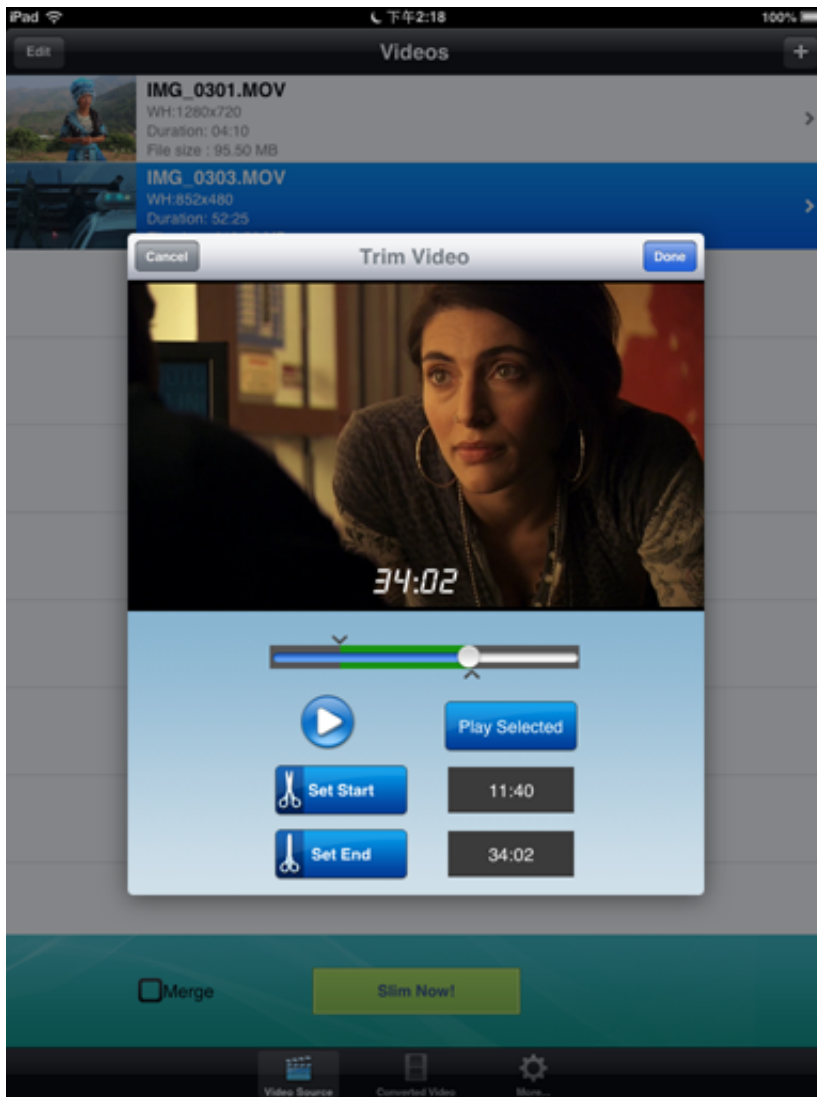 iPad 下午2:18 100%
Edit Videos +
IMG_0301.MOV
WH:1280x720
Duration: 04:10
File size : 95.50 MB
IMG_0303.MOV
WH:852x480
Duration: 52:25
Cancel Trim Video Done
34:02
Play Selected
Set Start 11:40
Set End 34:02
Merge Slim Now!
Video Source Converted Video More...